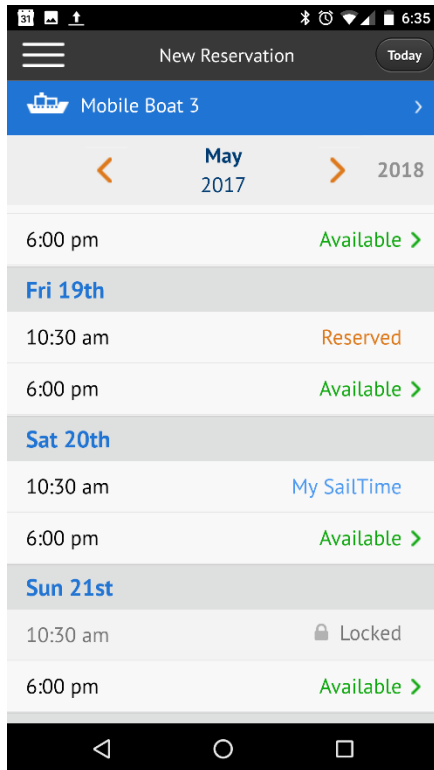 31 6:35
New Reservation Today
Mobile Boat 3
May
2017
2018
6:00 pm Available
Fri 19th
10:30 am Reserved
6:00 pm Available
Sat 20th
10:30 am My SailTime
6:00 pm Available
Sun 21st
10:30 am Locked
6:00 pm Available